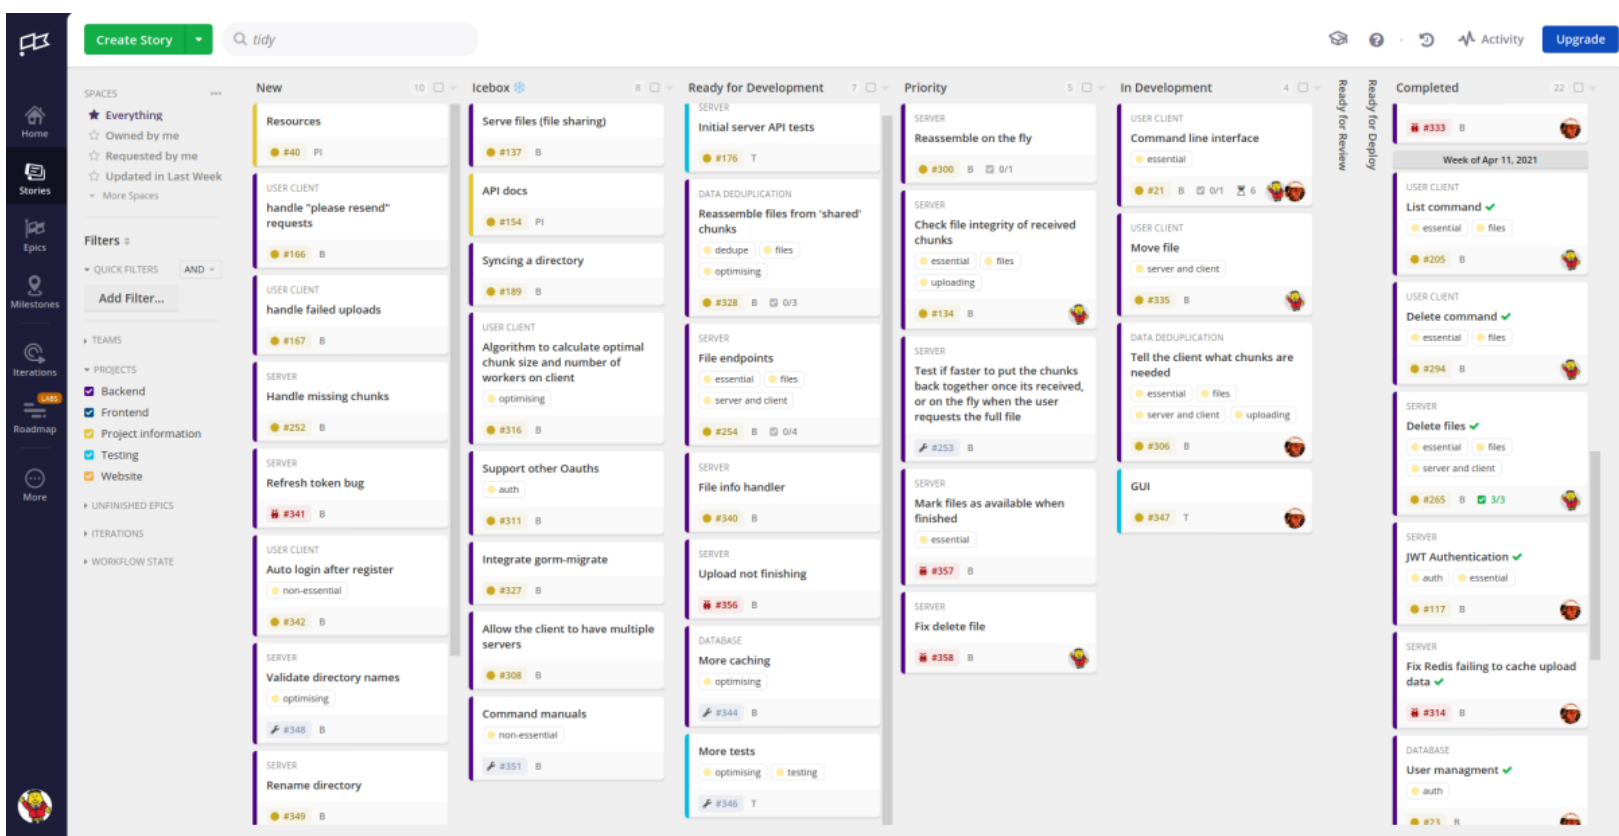 Create Story
tidy
Activity
Upgrade
Home
Stories
Epics
Milestones
Iterations
LABS
Roadmap
More
SPACES
Everything
Owned by me
Requested by me
Updated in Last Week
More Spaces
Filters
QUICK FILTERS
AND
Add Filter...
TEAMS
PROJECTS
Backend
Frontend
Project information
Testing
Website
UNFINISHED EPICS
ITERATIONS
WORKFLOW STATE
New 10
Resources
#40 PI
USER CLIENT
handle "please resend"
requests
#166 B
USER CLIENT
handle failed uploads
#167 B
SERVER
Handle missing chunks
#252 B
SERVER
Refresh token bug
#341 B
USER CLIENT
Auto login after register
non-essential
#342 B
SERVER
Validate directory names
optimising
#348 B
SERVER
Rename directory
#349 B
Icebox 8
Serve files (file sharing)
#137 B
API docs
#154 PI
Syncing a directory
#189 B
USER CLIENT
Algorithm to calculate optimal
chunk size and number of
workers on client
optimising
#316 B
Support other Oauths
auth
#311 B
Integrate gorm-migrate
#327 B
Allow the client to have multiple
servers
#308 B
Command manuals
non-essential
#351 B
Ready for Development 7
SERVER
Initial server API tests
#176 T
DATA DEDUPLICATION
Reassemble files from 'shared'
chunks
dedupe files
optimising
#328 B 0/3
SERVER
File endpoints
essential files
server and client
#254 B 0/4
SERVER
File info handler
#340 B
SERVER
Upload not finishing
#356 B
DATABASE
More caching
optimising
#344 B
More tests
optimising testing
#346 T
Priority 5
SERVER
Reassemble on the fly
#300 B 0/1
SERVER
Check file integrity of received
chunks
essential files
uploading
#134 B
SERVER
Test if faster to put the chunks
back together once its received,
or on the fly when the user
requests the full file
#253 B
SERVER
Mark files as available when
finished
essential
#357 B
SERVER
Fix delete file
#358 B
In Development 4
USER CLIENT
Command line interface
essential
#21 B 0/1 6
USER CLIENT
Move file
server and client
#335 B
DATA DEDUPLICATION
Tell the client what chunks are
needed
essential files
server and client uploading
#306 B
GUI
#347 T
Ready for Review
Ready for Deploy
Completed 22
#333 B
Week of Apr 11, 2021
USER CLIENT
List command
essential files
#205 B
USER CLIENT
Delete command
essential files
#294 B
SERVER
Delete files
essential files
server and client
#265 B 3/3
SERVER
JWT Authentication
auth essential
#117 B
SERVER
Fix Redis failing to cache upload
data
#314 B
DATABASE
User managment
auth
#23 B